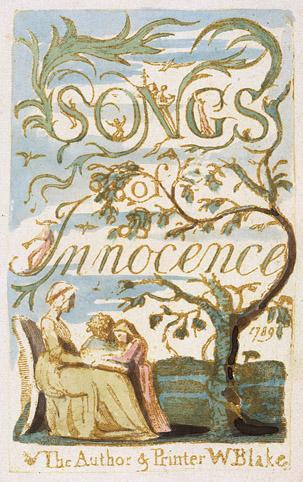 SONGS
of
Innocence
1789
The Author & Printer W. Blake